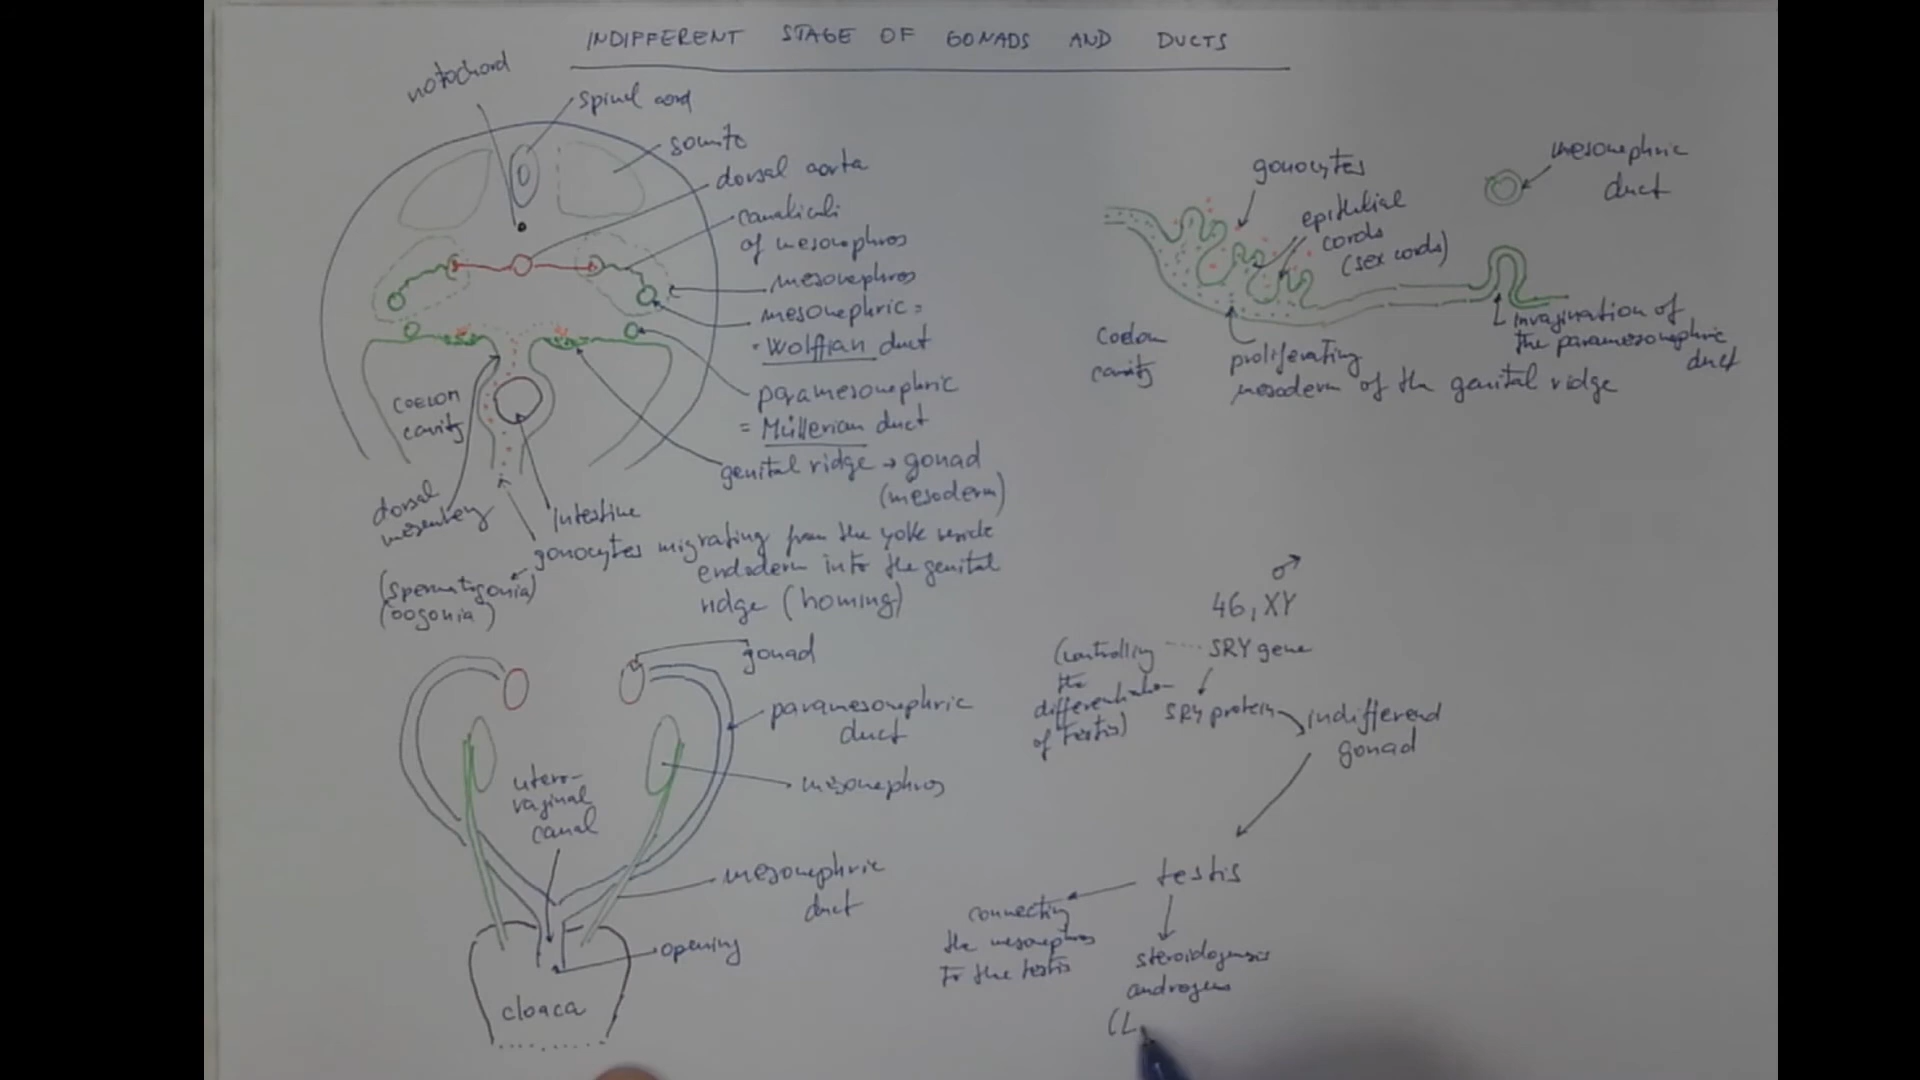 INDIFFERENT STAGE OF GONADS AND DUCTS
notochord
spinal cord
somite
dorsal aorta
canaliculi
of mesonephros
mesonephros
mesonephric =
= Wolffian duct
paramesonephric
= Müllerian duct
genital ridge → gonad
(mesoderm)
coelom
cavity
dorsal
mesentery
Intestine
gonocytes migrating from the yolk vesicle
endoderm into the genital
ridge (homing)
(spermatogonia)
(oogonia)
gonocytes
epithelial
cords
(sex cords)
mesonephric
duct
invagination of
the paramesonephric
duct
coelom
cavity
proliferating
mesoderm of the genital ridge
gonad
paramesonephric
duct
mesonephros
utero-
vaginal
canal
mesonephric
duct
opening
cloaca
♂
46, XY
SRY gene
(controlling
the
differentiation
of testis)
SRY protein
indifferend
gonad
testis
connecting
the mesonephros
to the testis
steroidogenesis
androgens
(L